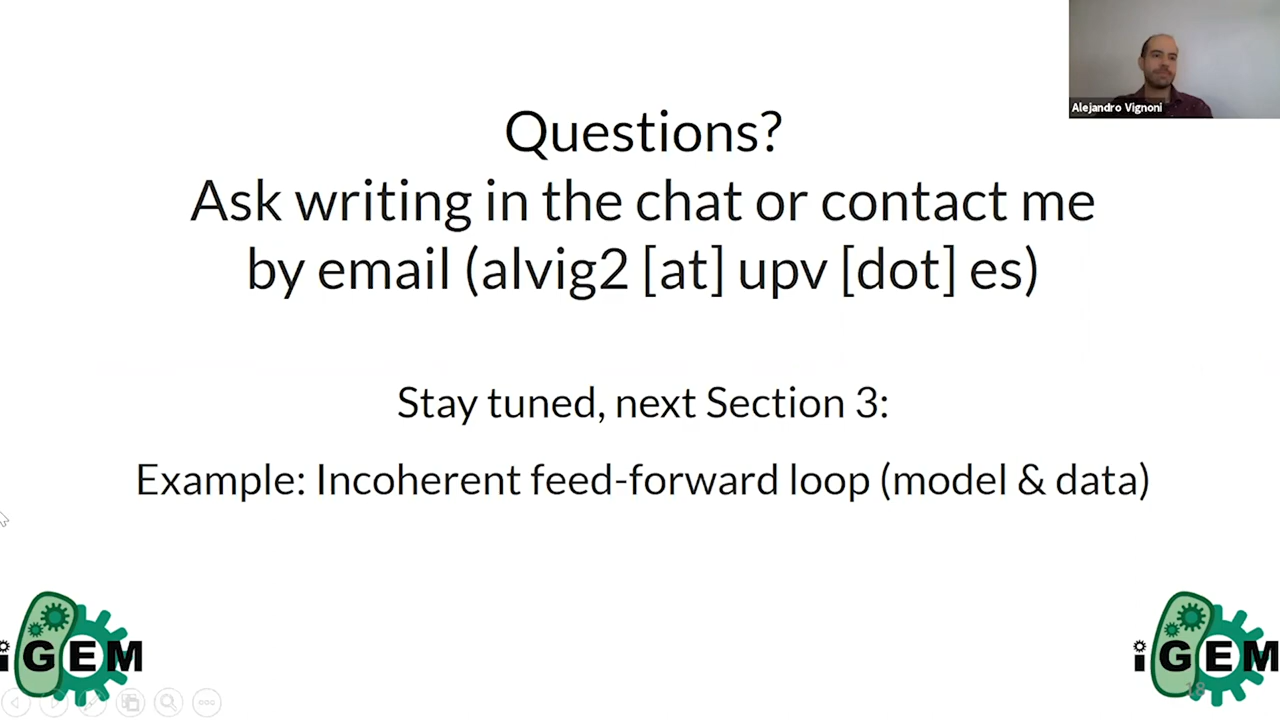 Alejandro Vignoni
Questions?
Ask writing in the chat or contact me
by email (alvig2 [at] upv [dot] es)
Stay tuned, next Section 3:
Example: Incoherent feed-forward loop (model & data)
iGEM
iGEM
18